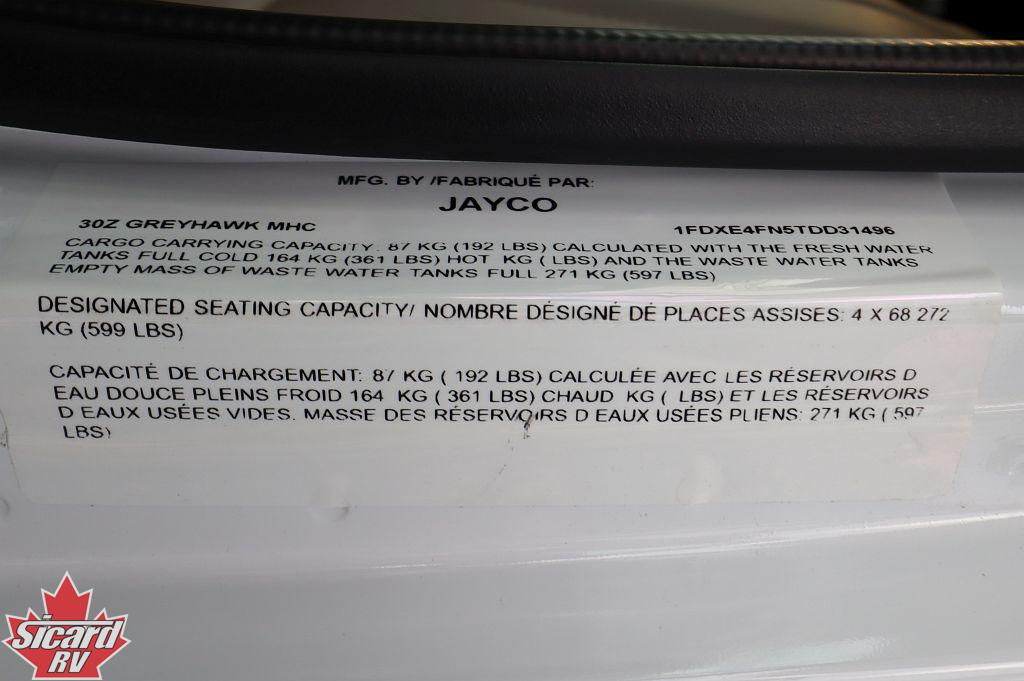 MFG. BY /FABRIQUÉ PAR:
JAYCO
30Z GREYHAWK MHC 1FDXE4FN5TDD31496
CARGO CARRYING CAPACITY: 87 KG (192 LBS) CALCULATED WITH THE FRESH WATER
TANKS FULL COLD 164 KG (361 LBS) HOT  KG ( LBS) AND THE WASTE WATER TANKS
EMPTY MASS OF WASTE WATER TANKS FULL 271 KG (597 LBS)
DESIGNATED SEATING CAPACITY/ NOMBRE DÉSIGNÉ DÉ PLACES ASSISES: 4 X 68 272
KG (599 LBS)
CAPACITÉ DE CHARGEMENT: 87 KG ( 192 LBS) CALCULÉE AVEC LES RÉSERVOIRS D
EAU DOUCE PLEINS FROID 164  KG ( 361 LBS) CHAUD  KG (  LBS) ET LES RÉSERVOIRS
D EAUX USÉES VIDES. MASSE DES RÉSERVOIRS D EAUX USÉES PLIENS: 271 KG ( 597
LBS)
Sicard
RV